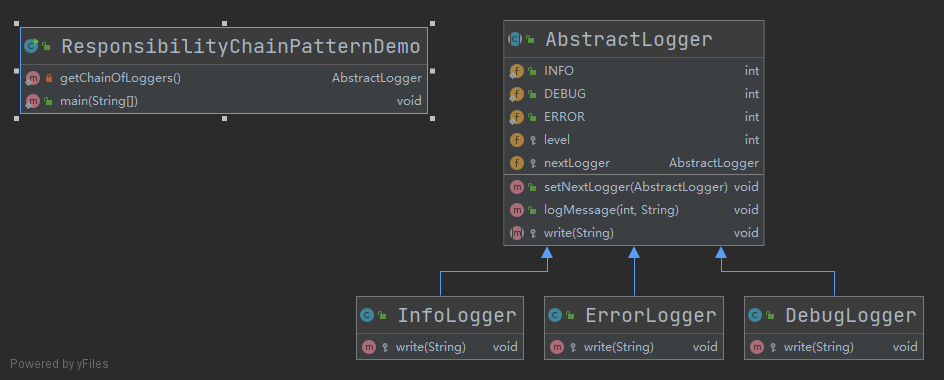 ResponsibilityChainPatternDemo
getChainOfLoggers() AbstractLogger
main(String[]) void
AbstractLogger
INFO int
DEBUG int
ERROR int
level int
nextLogger AbstractLogger
setNextLogger(AbstractLogger) void
logMessage(int, String) void
write(String) void
InfoLogger
write(String) void
ErrorLogger
write(String) void
DebugLogger
write(String) void
Powered by yFiles